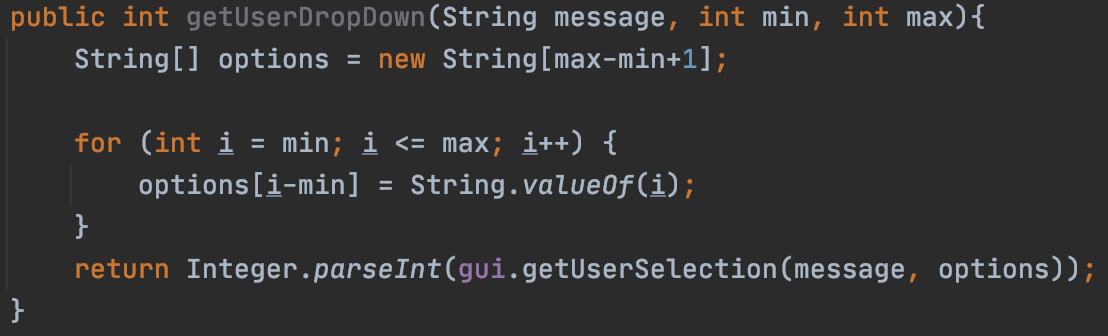 public int getUserDropDown(String message, int min, int max){
    String[] options = new String[max-min+1];

    for (int i = min; i <= max; i++) {
        options[i-min] = String.valueOf(i);
    }
    return Integer.parseInt(gui.getUserSelection(message, options));
}